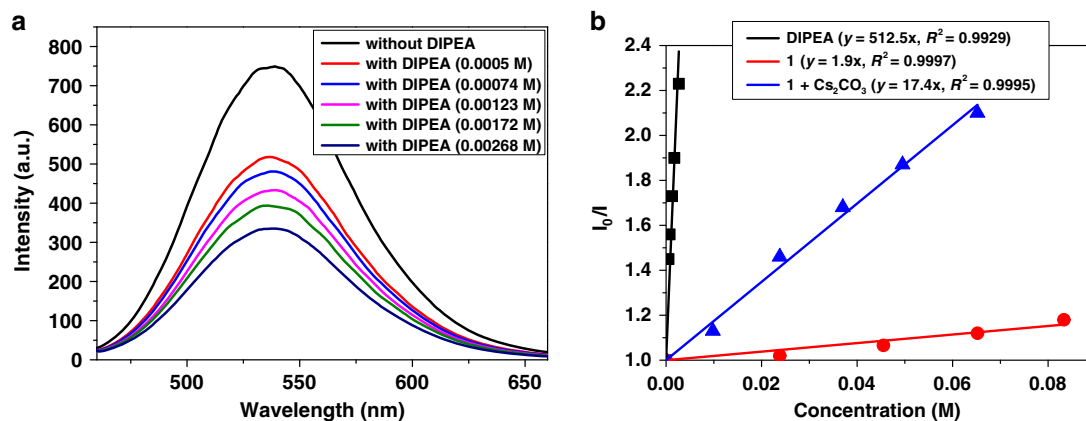 a
800
700
600
500
400
300
200
100
0
Intensity (a.u.)
500
550
600
650
Wavelength (nm)
without DIPEA
with DIPEA (0.0005 M)
with DIPEA (0.00074 M)
with DIPEA (0.00123 M)
with DIPEA (0.00172 M)
with DIPEA (0.00268 M)
b
DIPEA (y = 512.5x, R² = 0.9929)
1 (y = 1.9x, R² = 0.9997)
1 + Cs₂CO₃ (y = 17.4x, R² = 0.9995)
2.4
2.2
2.0
1.8
1.6
1.4
1.2
1.0
I₀/I
0.00
0.02
0.04
0.06
0.08
Concentration (M)